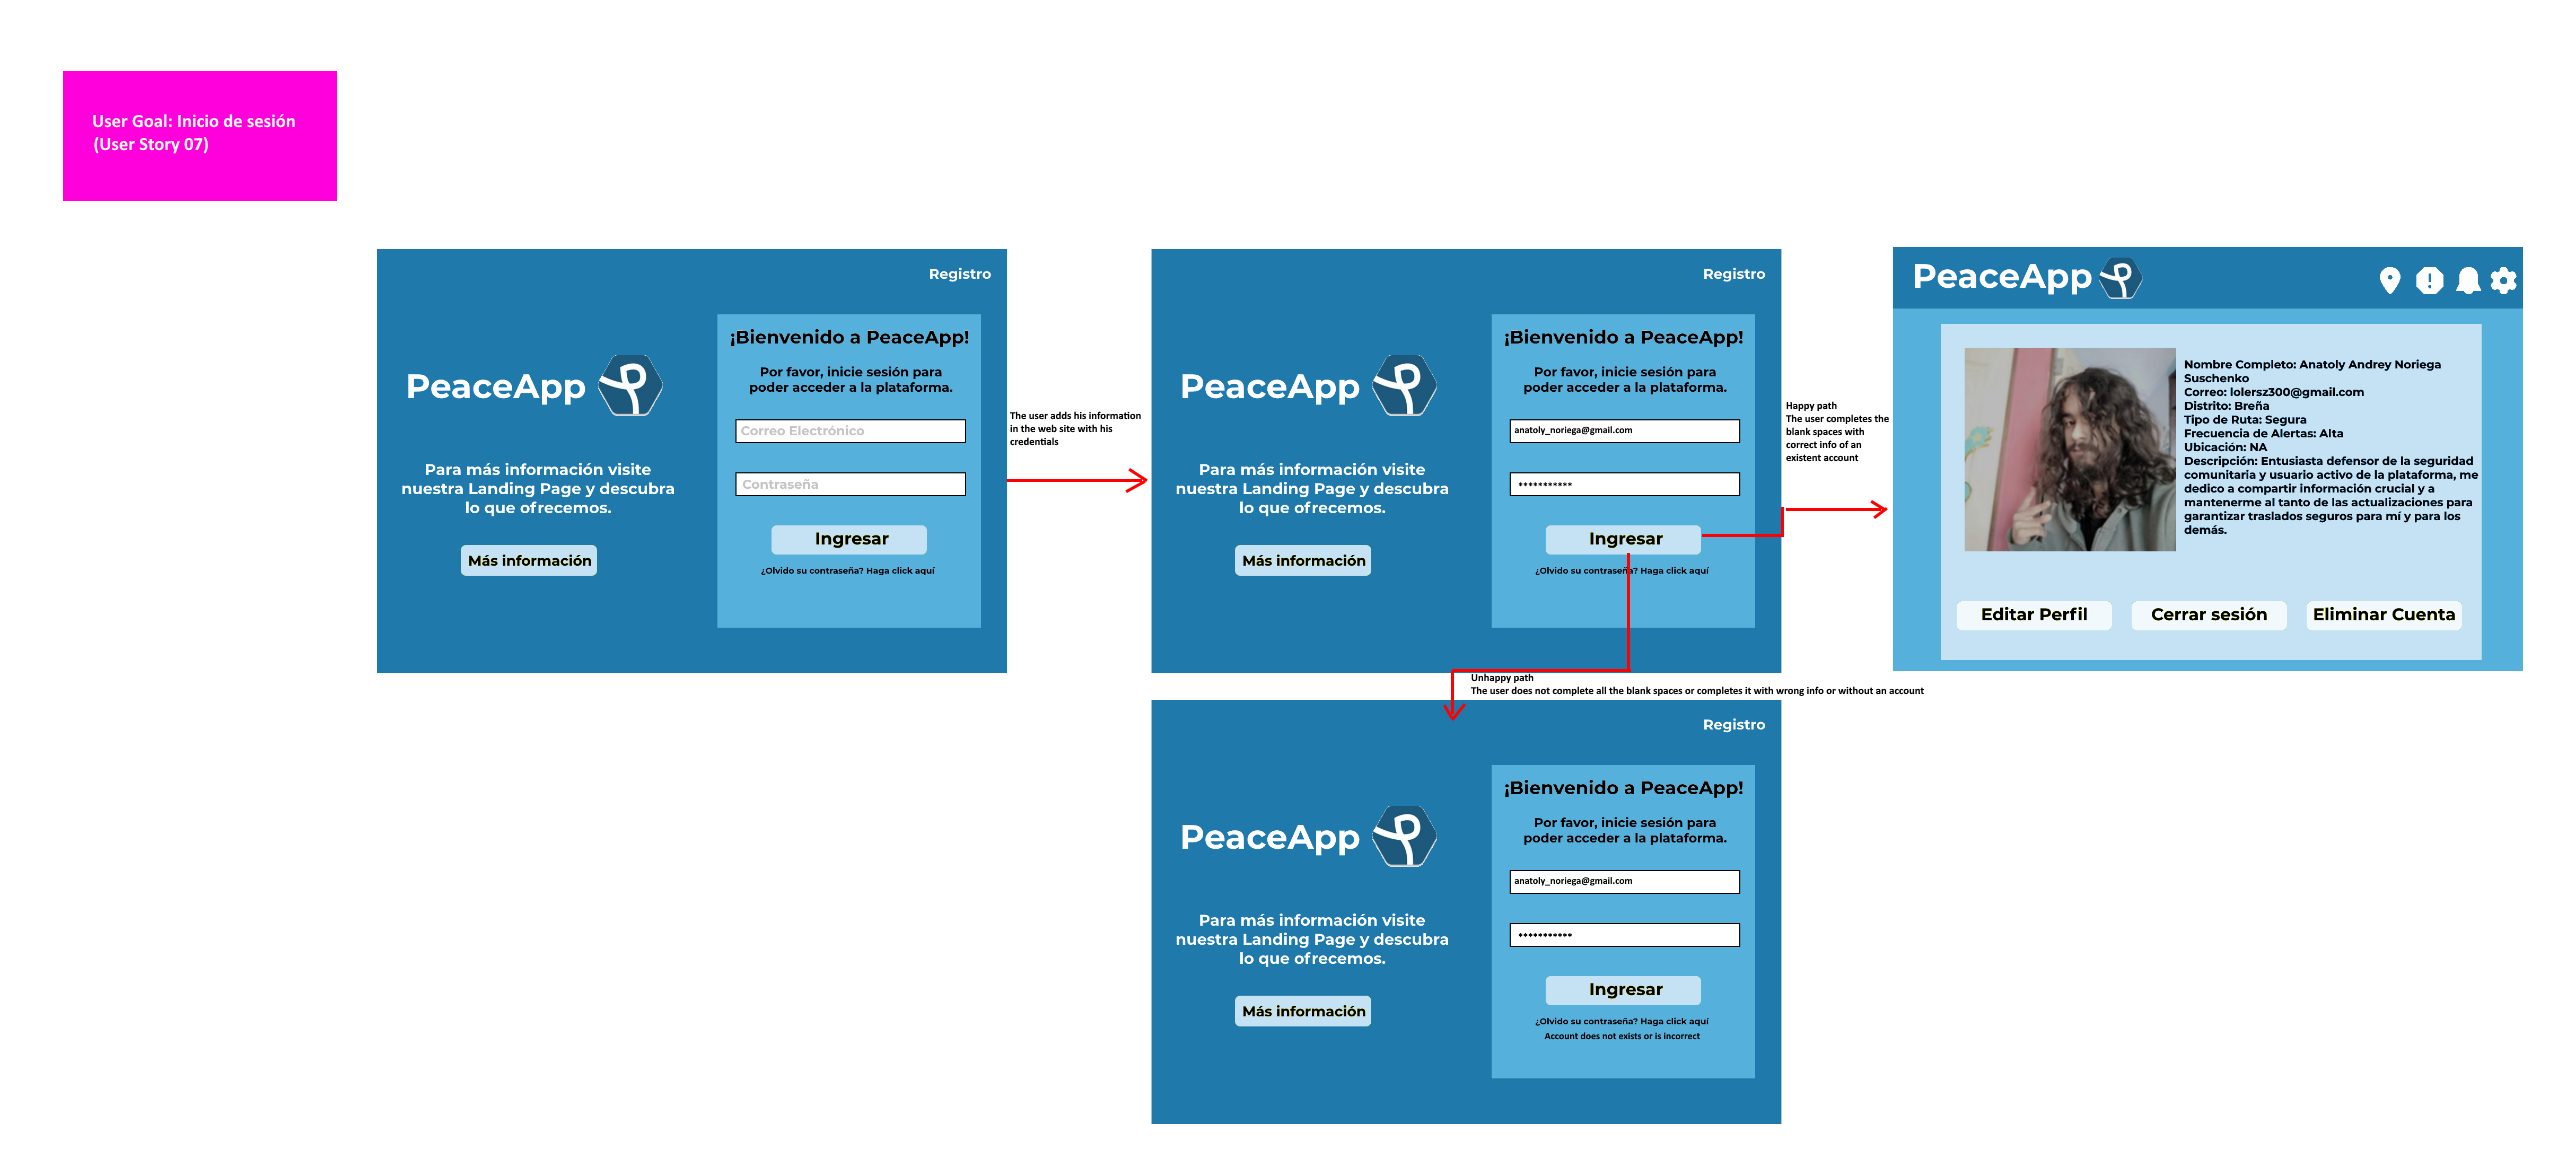 User Goal: Inicio de sesión
(User Story 07)
Registro
PeaceApp
Para más información visite
nuestra Landing Page y descubra
lo que ofrecemos.
Más información
¡Bienvenido a PeaceApp!
Por favor, inicie sesión para
poder acceder a la plataforma.
Correo Electrónico
Contraseña
Ingresar
¿Olvido su contraseña? Haga click aquí
The user adds his information
in the web site with his
credentials
Registro
PeaceApp
Para más información visite
nuestra Landing Page y descubra
lo que ofrecemos.
Más información
¡Bienvenido a PeaceApp!
Por favor, inicie sesión para
poder acceder a la plataforma.
anatoly_noriega@gmail.com
***********
Ingresar
¿Olvido su contraseña? Haga click aquí
Happy path
The user completes the
blank spaces with
correct info of an
existent account
PeaceApp
Nombre Completo: Anatoly Andrey Noriega
Suschenko
Correo: lolersz300@gmail.com
Distrito: Breña
Tipo de Ruta: Segura
Frecuencia de Alertas: Alta
Ubicación: NA
Descripción: Entusiasta defensor de la seguridad
comunitaria y usuario activo de la plataforma, me
dedico a compartir información crucial y a
mantenerme al tanto de las actualizaciones para
garantizar traslados seguros para mí y para los
demás.
Editar Perfil
Cerrar sesión
Eliminar Cuenta
Unhappy path
The user does not complete all the blank spaces or completes it with wrong info or without an account
Registro
PeaceApp
Para más información visite
nuestra Landing Page y descubra
lo que ofrecemos.
Más información
¡Bienvenido a PeaceApp!
Por favor, inicie sesión para
poder acceder a la plataforma.
anatoly_noriega@gmail.com
***********
Ingresar
¿Olvido su contraseña? Haga click aquí
Account does not exists or is incorrect